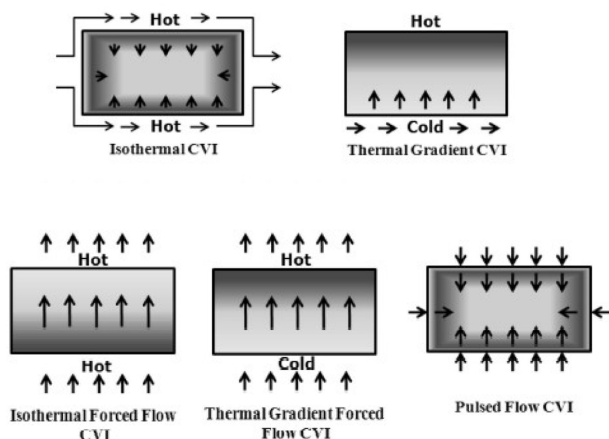 Hot
Hot
Isothermal CVI
Hot
Cold
Thermal Gradient CVI
Hot
Hot
Isothermal Forced Flow
CVI
Hot
Cold
Thermal Gradient Forced
Flow CVI
Pulsed Flow CVI